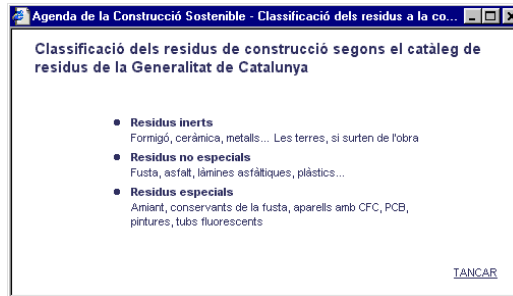 Agenda de la Construcció Sostenible - Classificació dels residus a la co...
Classificació dels residus de construcció segons el catàleg de
residus de la Generalitat de Catalunya
Residus inerts
Formigó, ceràmica, metalls... Les terres, si surten de l'obra
Residus no especials
Fusta, asfalt, làmines asfàltiques, plàstics...
Residus especials
Amiant, conservants de la fusta, aparells amb CFC, PCB,
pintures, tubs fluorescents
TANCAR